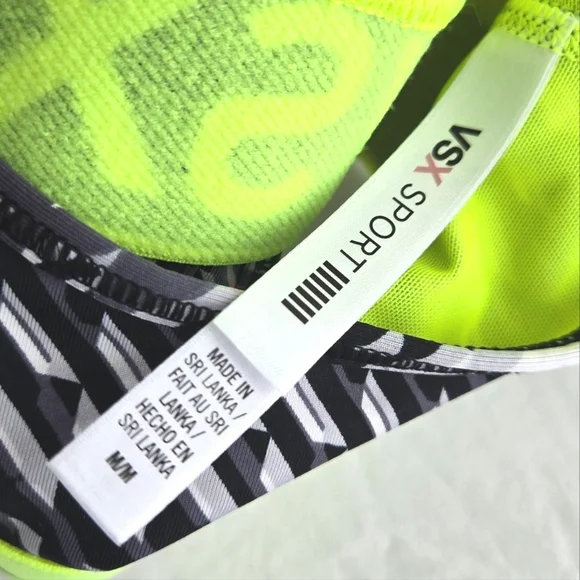 VSX SPORT
MADE IN
SRI LANKA/
FAIT AU SRI
LANKA/
HECHO EN
SRI LANKA
M/M